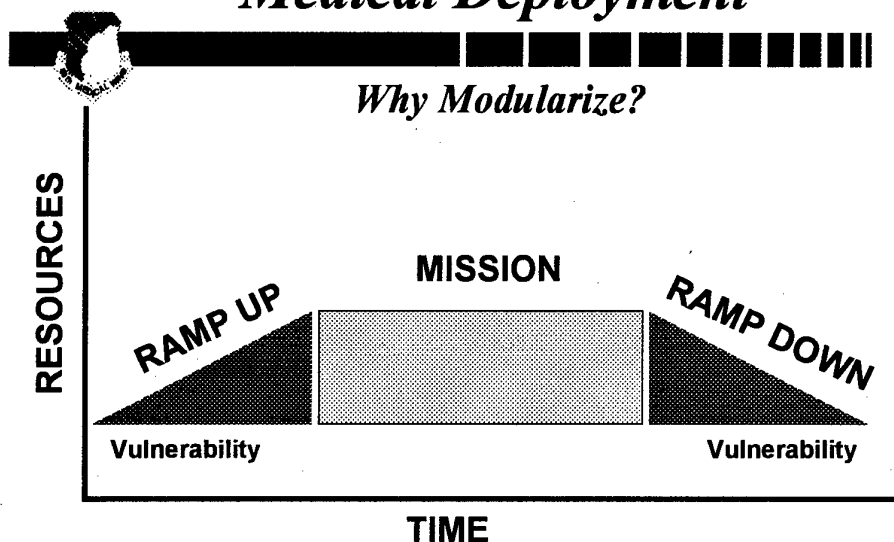 Medical Deployment
Why Modularize?
RESOURCES
RAMP UP
MISSION
RAMP DOWN
Vulnerability
Vulnerability
TIME